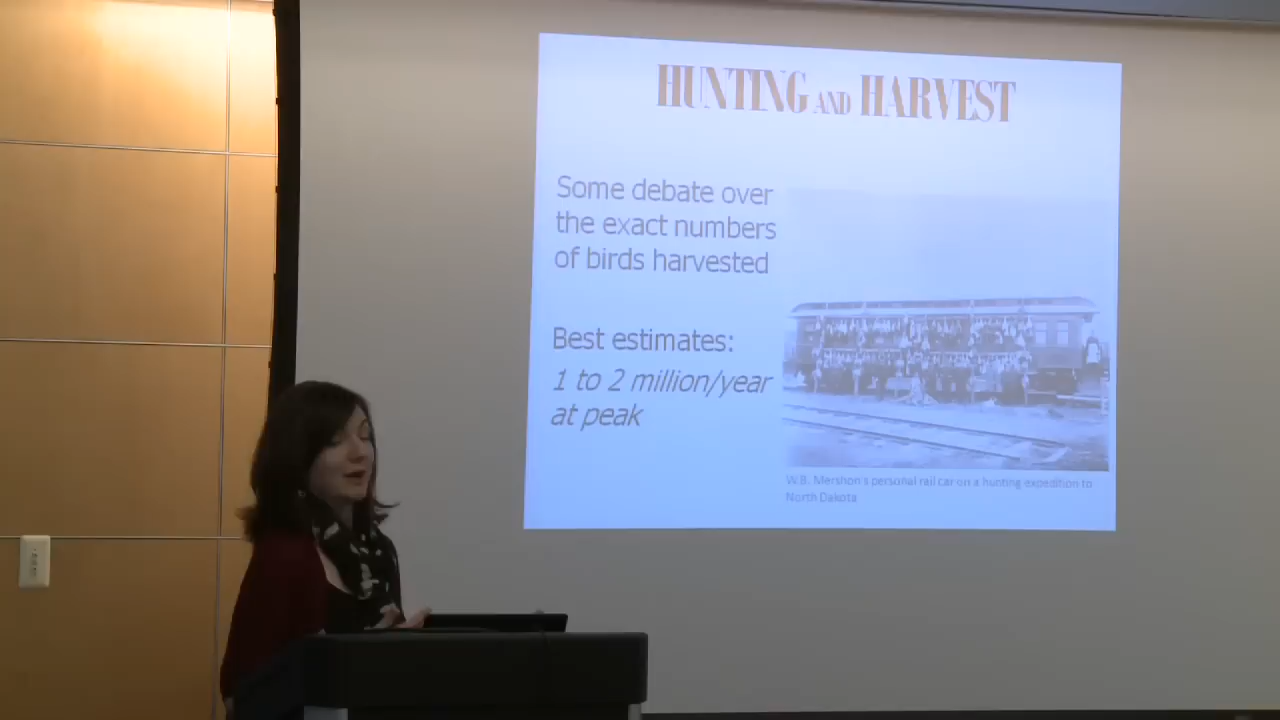 HUNTING AND HARVEST
Some debate over
the exact numbers
of birds harvested
Best estimates:
1 to 2 million/year
at peak
W.B. Mershon's personal rail car on a hunting expedition to
North Dakota